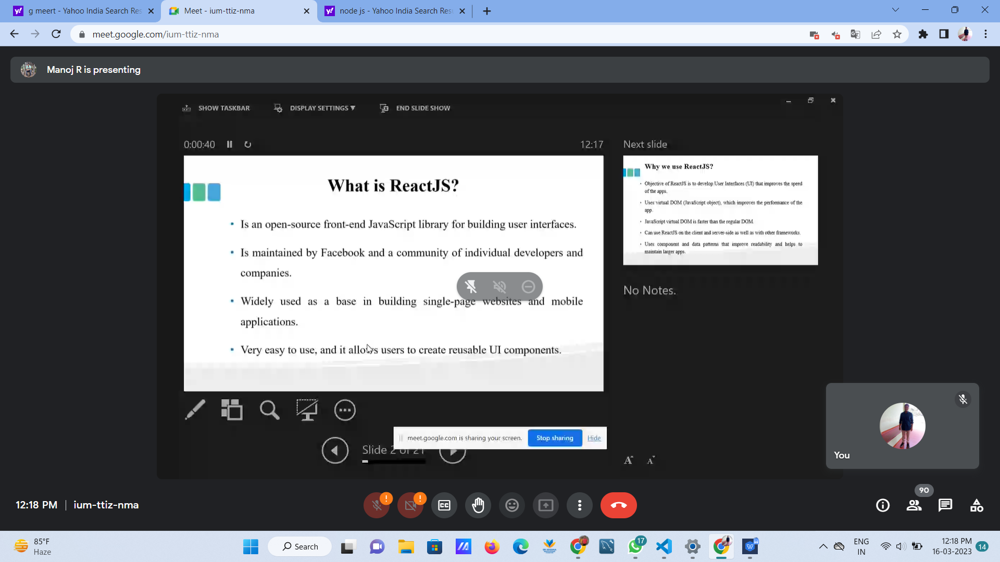 g meert - Yahoo India Search Res
Meet - ium-ttiz-nma
node js - Yahoo India Search Resu
meet.google.com/ium-ttiz-nma
Manoj R is presenting
SHOW TASKBAR
DISPLAY SETTINGS ▼
END SLIDE SHOW
0:00:40
12:17
Next slide
What is ReactJS?
• Is an open-source front-end JavaScript library for building user interfaces.
• Is maintained by Facebook and a community of individual developers and
companies.
• Widely used as a base in building single-page websites and mobile
applications.
• Very easy to use, and it allows users to create reusable UI components.
Why we use ReactJS?
• Objective of ReactJS is to develop User Interfaces (UI) that improves the speed
of the apps.
• Uses virtual DOM (JavaScript object), which improves the performance of the
app.
• JavaScript virtual DOM is faster than the regular DOM.
• Can use ReactJS on the client and server-side as well as with other frameworks.
• Uses component and data patterns that improve readability and helps to
maintain larger apps.
No Notes.
meet.google.com is sharing your screen.
Stop sharing
Hide
Slide 2 of 21
You
12:18 PM | ium-ttiz-nma
90
85°F
Haze
Search
17
ENG
IN
12:18 PM
16-03-2023
14